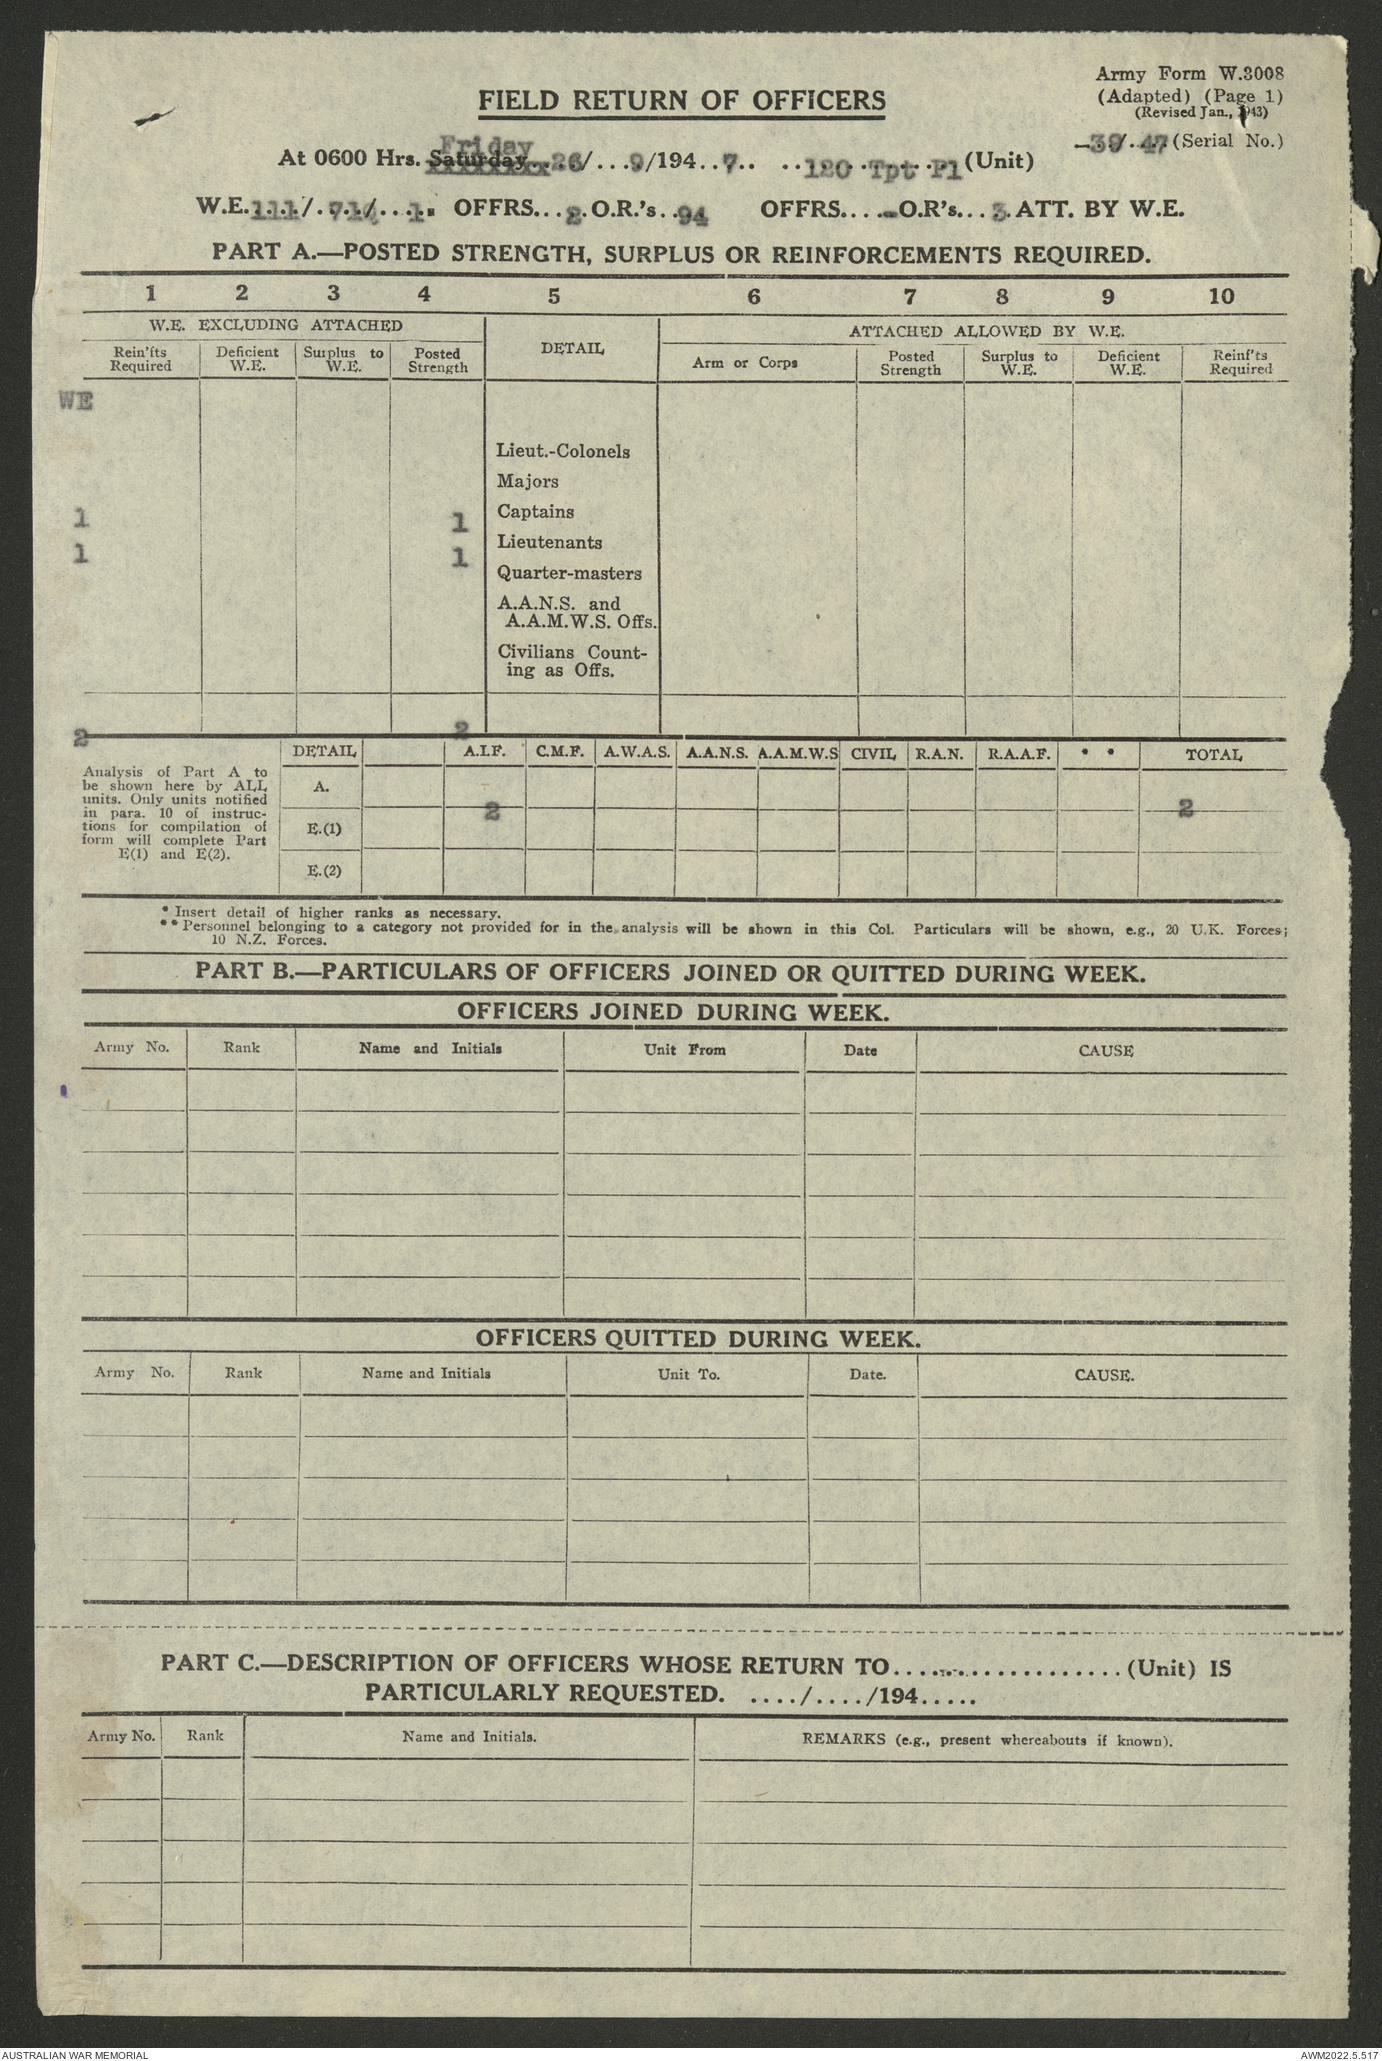 Army Form W.3008
(Adapted) (Page 1)
(Revised Jan., 1943)
FIELD RETURN OF OFFICERS
-39/ 47 (Serial No.)
Friday
At 0600 Hrs. Saturday 26/...9/194..7.. ..120 Tpt Pl (Unit)
W.E. 111/ / 1. OFFRS...2.O.R.'s..94 OFFRS....-O.R's...3.ATT. BY W.E.
PART A.—POSTED STRENGTH, SURPLUS OR REINFORCEMENTS REQUIRED.
1 2 3 4 5 6 7 8 9 10
W.E. EXCLUDING ATTACHED DETAIL ATTACHED ALLOWED BY W.E.
Rein'fts Required Deficient W.E. Surplus to W.E. Posted Strength Arm or Corps Posted Strength Surplus to W.E. Deficient W.E. Reinf'ts Required
WE
Lieut.-Colonels
Majors
1 1 Captains
Lieutenants
1 1
Quarter-masters
A.A.N.S. and
A.A.M.W.S. Offs.
Civilians Count-
ing as Offs.
2 2
DETAIL A.I.F. C.M.F. A.W.A.S. A.A.N.S. A.A.M.W.S CIVIL R.A.N. R.A.A.F. * * TOTAL
Analysis of Part A to
be shown here by ALL
units. Only units notified
in para. 10 of instruc-
tions for compilation of
form will complete Part
E(1) and E(2).
A.
2 2
E.(1)
E.(2)
* Insert detail of higher ranks as necessary.
** Personnel belonging to a category not provided for in the analysis will be shown in this Col. Particulars will be shown, e.g., 20 U.K. Forces;
10 N.Z. Forces.
PART B.—PARTICULARS OF OFFICERS JOINED OR QUITTED DURING WEEK.
OFFICERS JOINED DURING WEEK.
Army No. Rank Name and Initials Unit From Date CAUSE
OFFICERS QUITTED DURING WEEK.
Army No. Rank Name and Initials Unit To. Date. CAUSE.
PART C.—DESCRIPTION OF OFFICERS WHOSE RETURN TO...................... (Unit) IS
PARTICULARLY REQUESTED. ..../..../194.....
Army No. Rank Name and Initials. REMARKS (e.g., present whereabouts if known).
AUSTRALIAN WAR MEMORIAL AWM2022.5.517